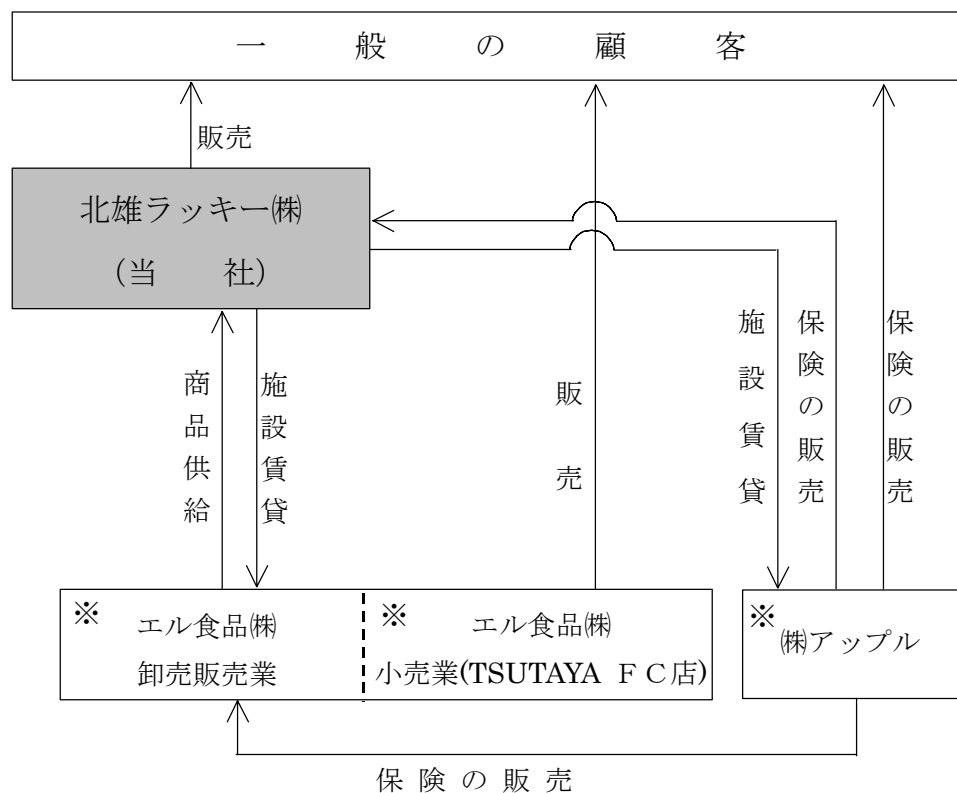 一般の顧客
販売
北雄ラッキー㈱
(当　　社)
商品供給
施設賃貸
販売
施設賃貸
保険の販売
保険の販売
※
エル食品㈱
卸売販売業
※
エル食品㈱
小売業(TSUTAYA ＦＣ店)
※
㈱アップル
保険の販売